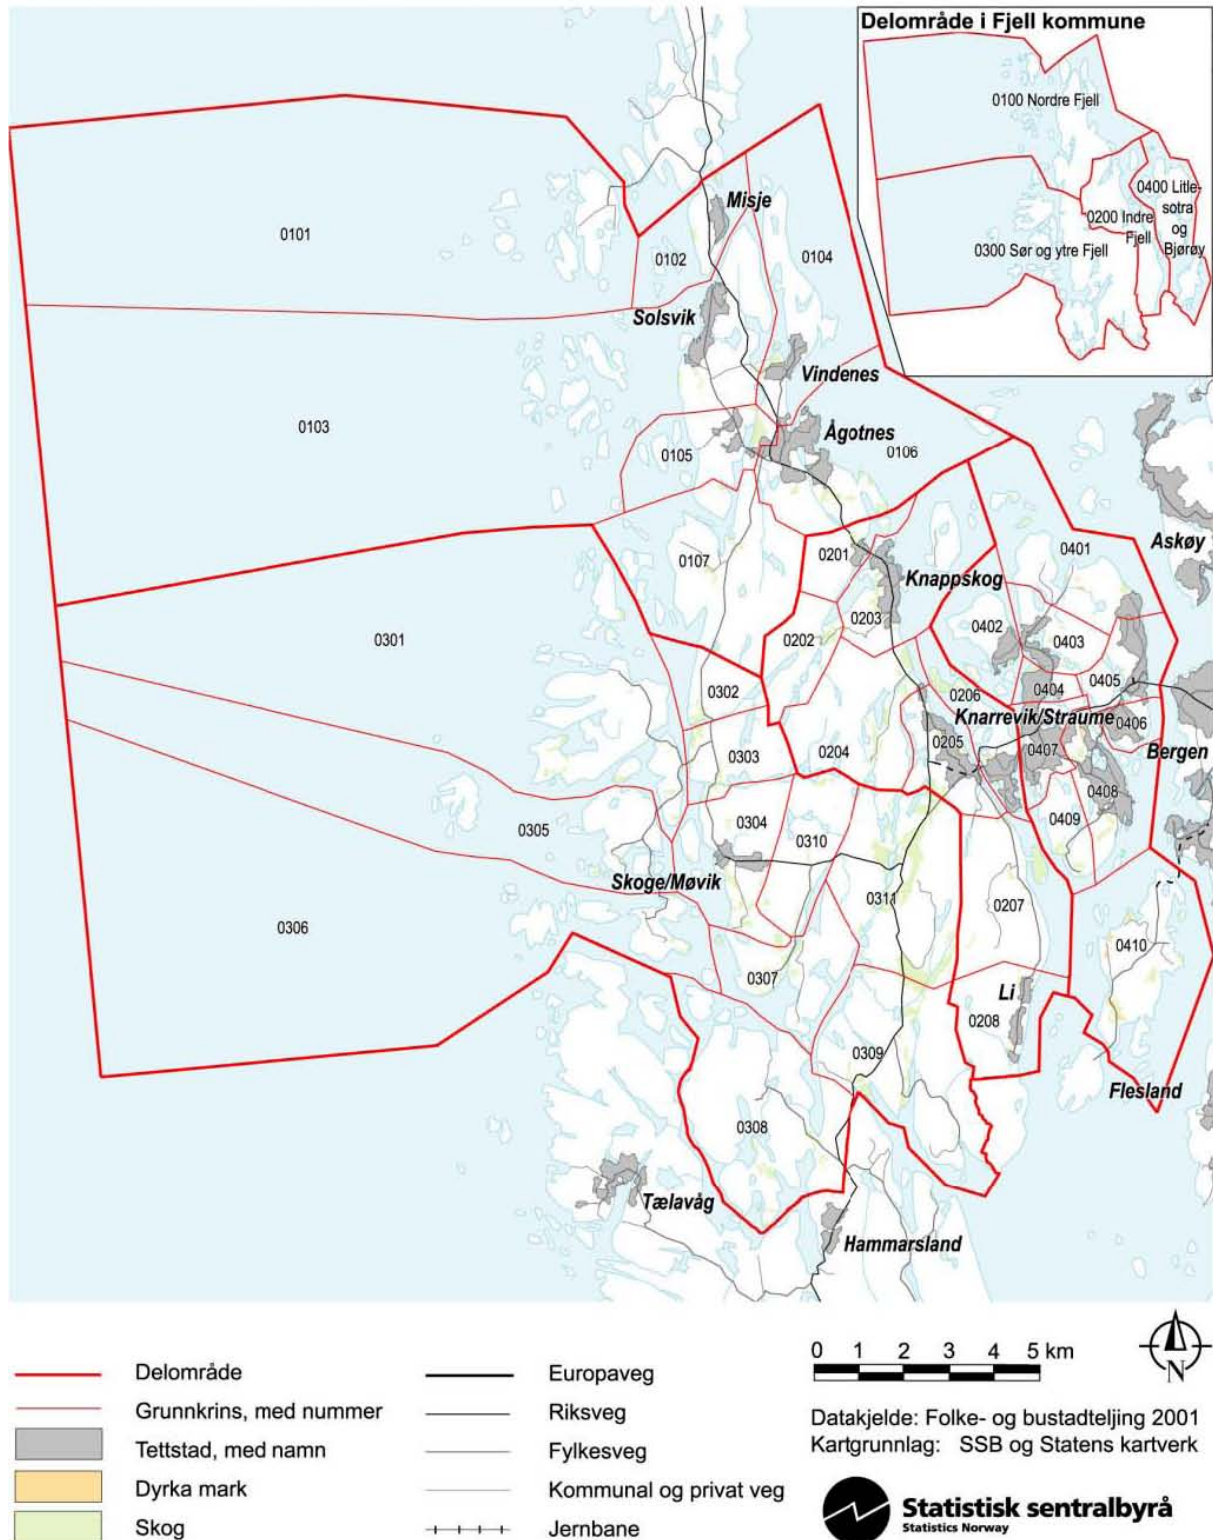 Delområde i Fjell kommune
0100 Nordre Fjell
0400 Litle-
sotra
og
Bjørøy
0200 Indre
Fjell
0300 Sør og ytre Fjell
Misje
0101
0102
0104
Solsvik
Vindenes
0103
Ågotnes
0105
0106
Askøy
0107
0201
0401
Knappskog
0203
0402
0202
0403
0301
0302
0206
0404
0405
Knarrevik/Straume
0406
0303
0204
0205
0407
Bergen
0408
0304
0305
0310
0409
Skoge/Møvik
0311
0207
0306
0410
0307
Li
0208
0309
Flesland
0308
Tælavåg
Hammarsland
Delområde
Grunnkrins, med nummer
Tettstad, med namn
Dyrka mark
Skog
Europaveg
Riksveg
Fylkesveg
Kommunal og privat veg
Jernbane
0 1 2 3 4 5 km
N
Datakjelde: Folke- og bustadteljing 2001
Kartgrunnlag: SSB og Statens kartverk
Statistisk sentralbyrå
Statistics Norway